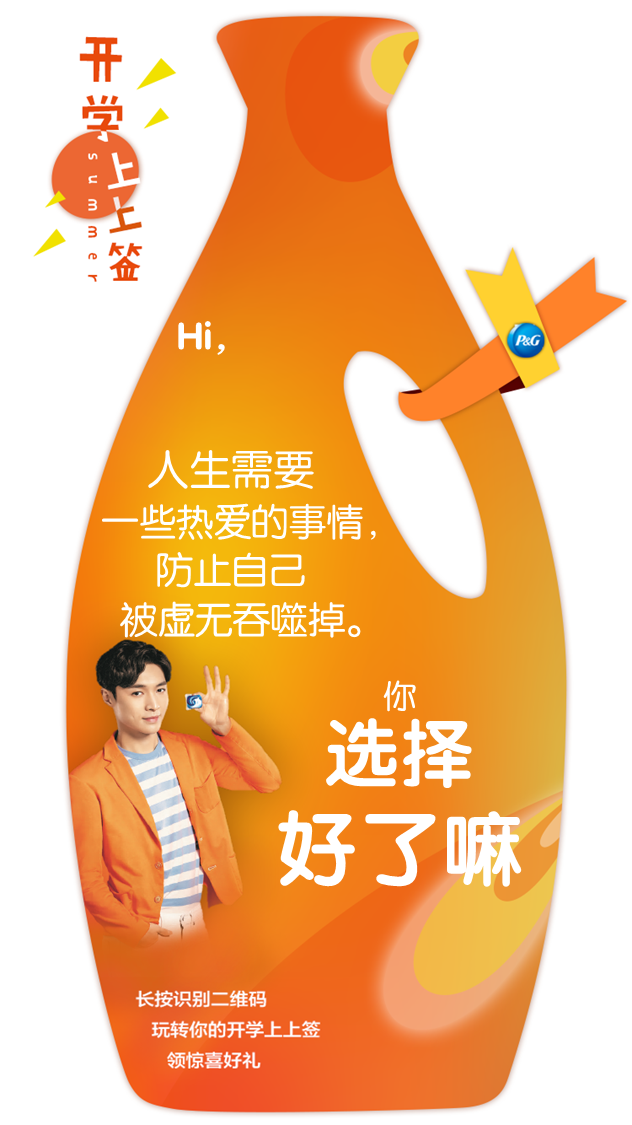 开学
上上签
summer
P&G
Hi，
人生需要
一些热爱的事情，
防止自己
被虚无吞噬掉。
你
选择
好了嘛
长按识别二维码
玩转你的开学上上签
领惊喜好礼